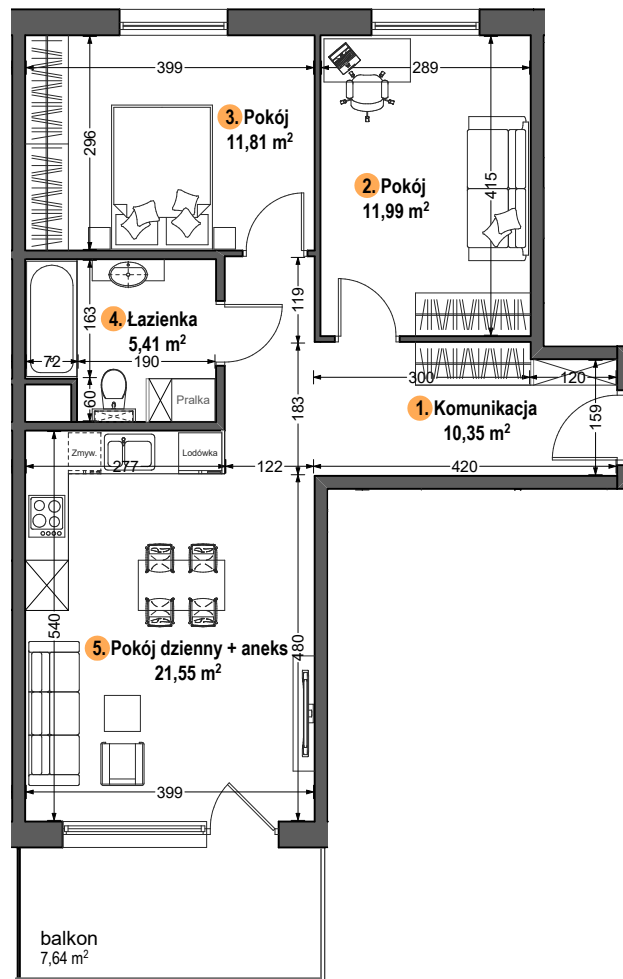 399
289
296
3. Pokój
11,81 m²
2. Pokój
11,99 m²
415
119
163
4. Łazienka
5,41 m²
72
190
60
Pralka
183
300
120
1. Komunikacja
10,35 m²
159
Zmyw.
Lodówka
277
122
420
540
480
5. Pokój dzienny + aneks
21,55 m²
399
balkon
7,64 m²